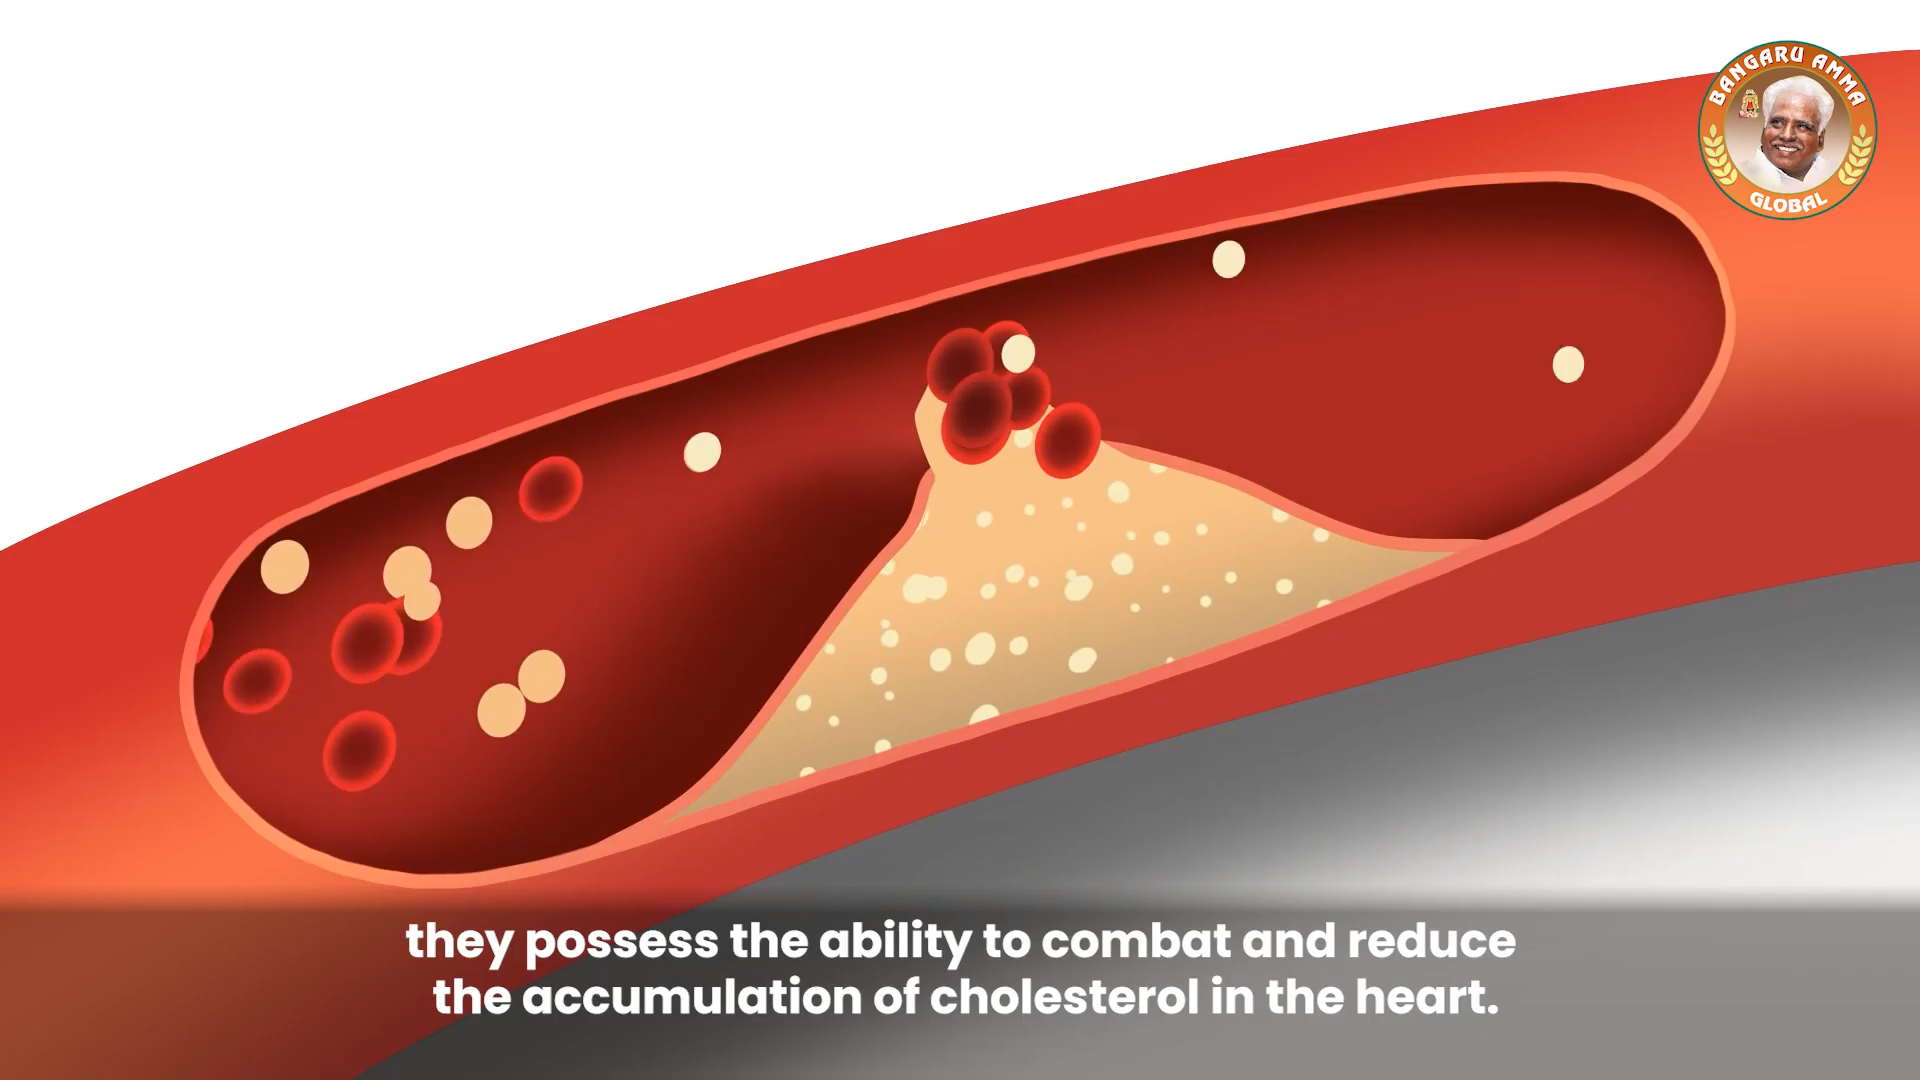 BANGARU AMMA
GLOBAL
they possess the ability to combat and reduce
the accumulation of cholesterol in the heart.